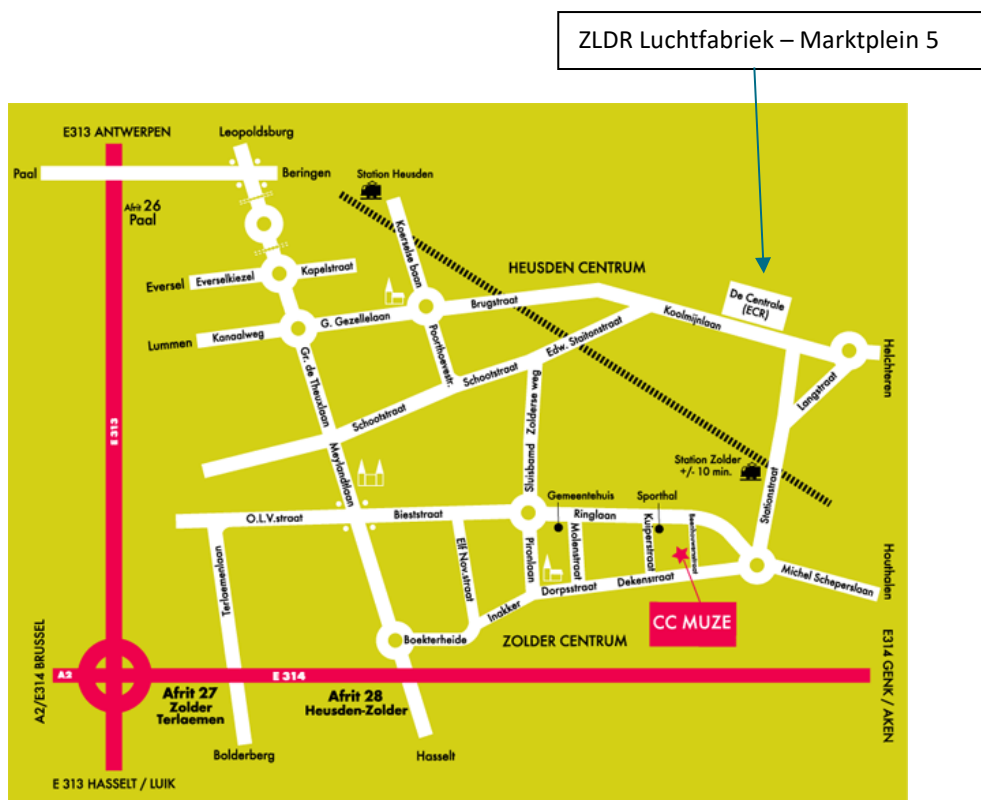 ZLDR Luchtfabriek – Marktplein 5
E313 ANTWERPEN
Leopoldsburg
Paal
Beringen
Station Heusden
Afrit 26
Paal
Koerselse baan
HEUSDEN CENTRUM
Eversel
Everselkiezel
Kapelstraat
De Centrale
(ECR)
Brugstraat
Koolmijnlaan
G. Gezellelaan
Lummen
Kanaalweg
Edw. Staitonstraat
Helchteren
Poorthoevestr.
Gr. de Theuxlaan
Schootstraat
Langstraat
Schootstraat
Zolderse weg
E 313
Meylandtlaan
Sluisbamd
Station Zolder
+/- 10 min.
Stationstraat
Gemeentehuis
Sporthal
O.L.V.straat
Bieststraat
Ringlaan
Elf Nov.straat
Pironlaan
Molenstraat
Kuiperstraat
Terlaemenlaan
Dorpsstraat
Dekenstraat
Michel Scheperslaan
Houthalen
Inakker
CC MUZE
Boekterheide
ZOLDER CENTRUM
A2/E314 BRUSSEL
A2
E 314
E314 GENK / AKEN
Afrit 27
Zolder
Terlaemen
Afrit 28
Heusden-Zolder
Bolderberg
Hasselt
E 313 HASSELT / LUIK